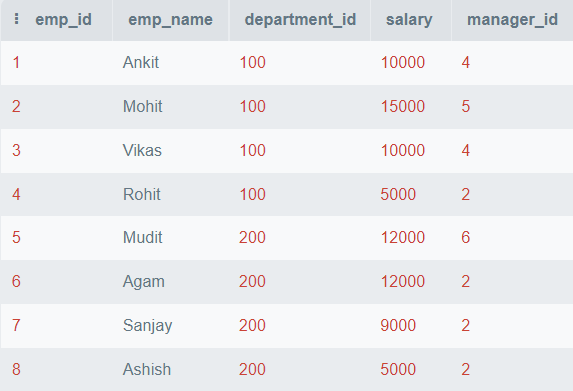 emp_id emp_name department_id salary manager_id
1 Ankit 100 10000 4
2 Mohit 100 15000 5
3 Vikas 100 10000 4
4 Rohit 100 5000 2
5 Mudit 200 12000 6
6 Agam 200 12000 2
7 Sanjay 200 9000 2
8 Ashish 200 5000 2